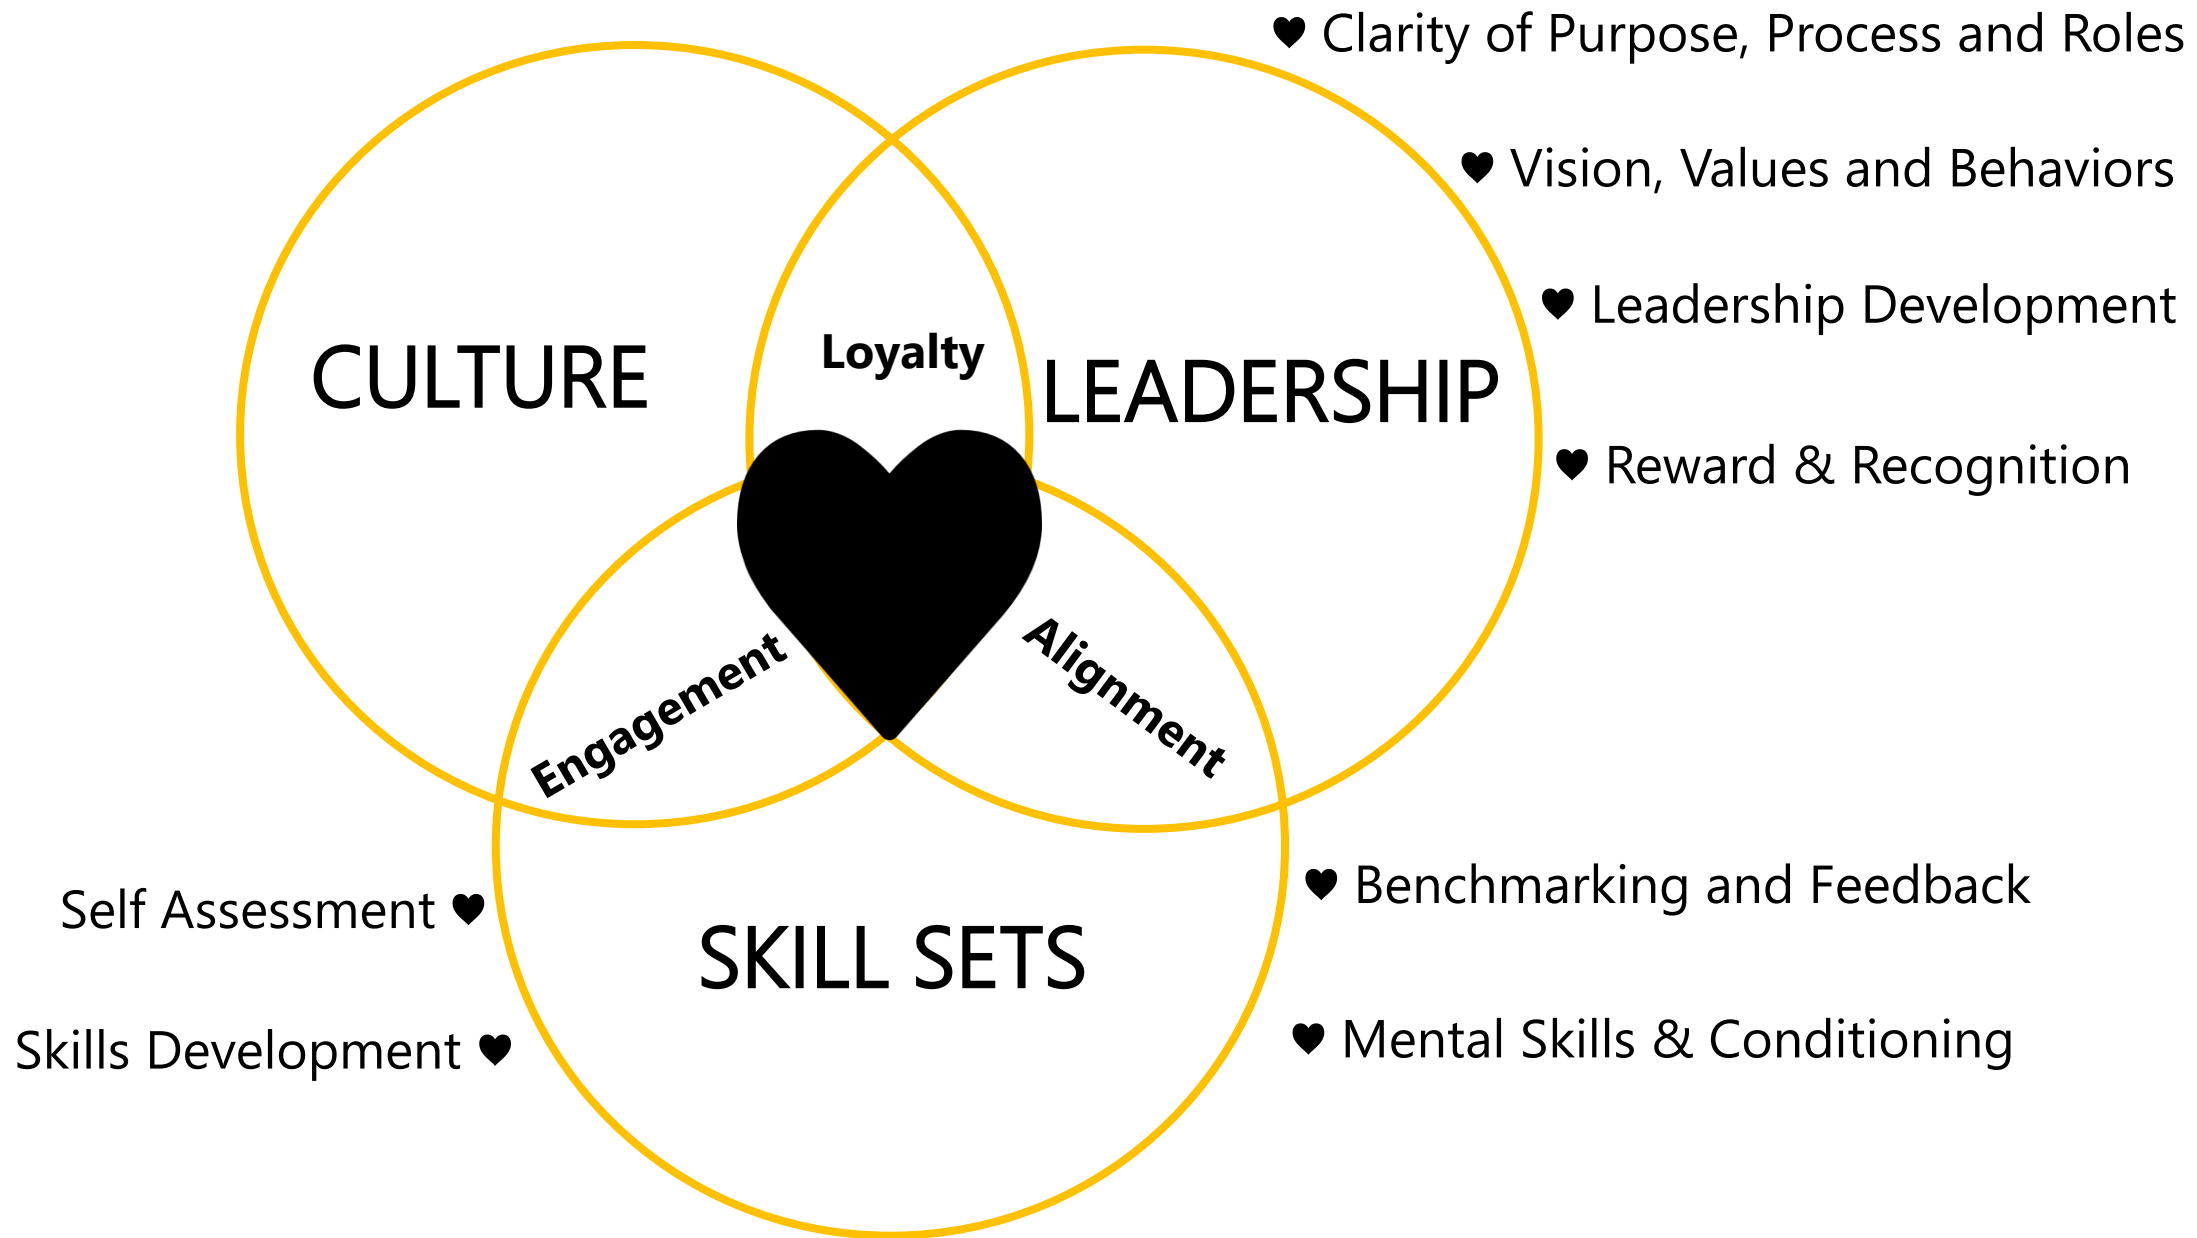 Clarity of Purpose, Process and Roles
Vision, Values and Behaviors
Leadership Development
Reward & Recognition
CULTURE
Loyalty
LEADERSHIP
Engagement
Alignment
Self Assessment
Skills Development
SKILL SETS
Benchmarking and Feedback
Mental Skills & Conditioning